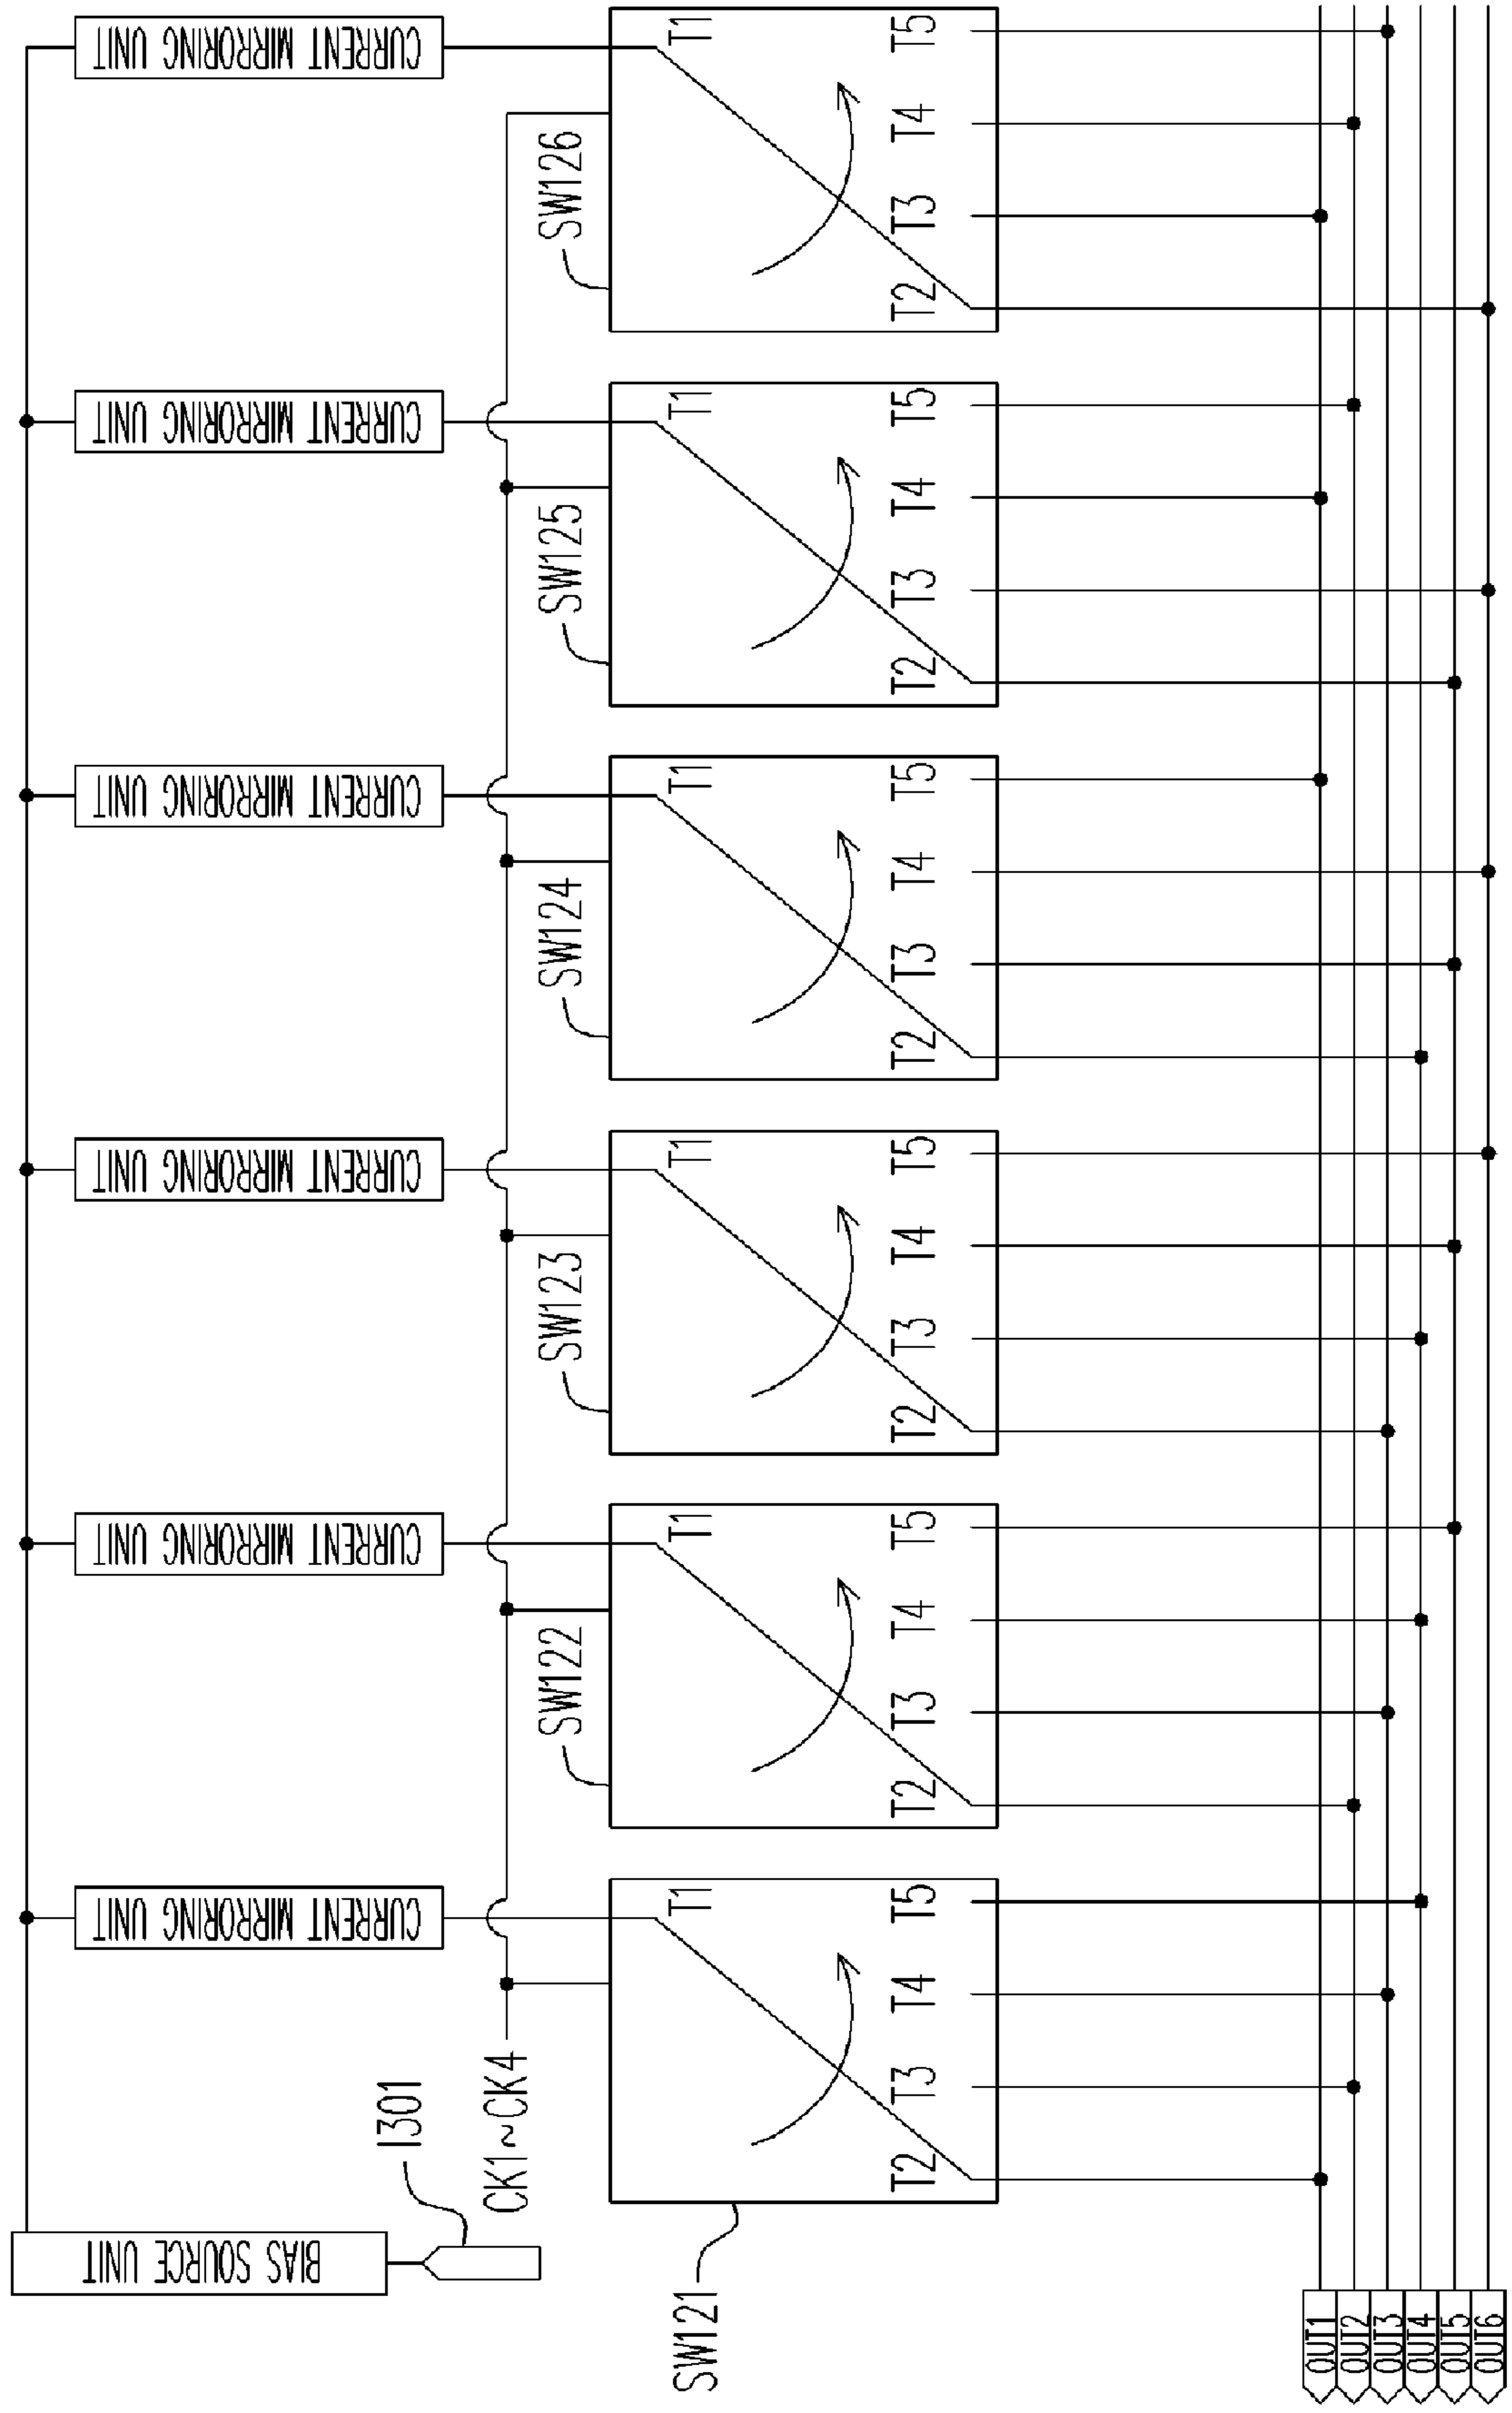 BIAS SOURCE UNIT
I301
CK1~CK4
CURRENT MIRRORING UNIT
CURRENT MIRRORING UNIT
CURRENT MIRRORING UNIT
CURRENT MIRRORING UNIT
CURRENT MIRRORING UNIT
CURRENT MIRRORING UNIT
SW121
T1
T2
T3
T4
T5
SW122
T1
T2
T3
T4
T5
SW123
T1
T2
T3
T4
T5
SW124
T1
T2
T3
T4
T5
SW125
T1
T2
T3
T4
T5
SW126
T1
T2
T3
T4
T5
OUT1
OUT2
OUT3
OUT4
OUT5
OUT6